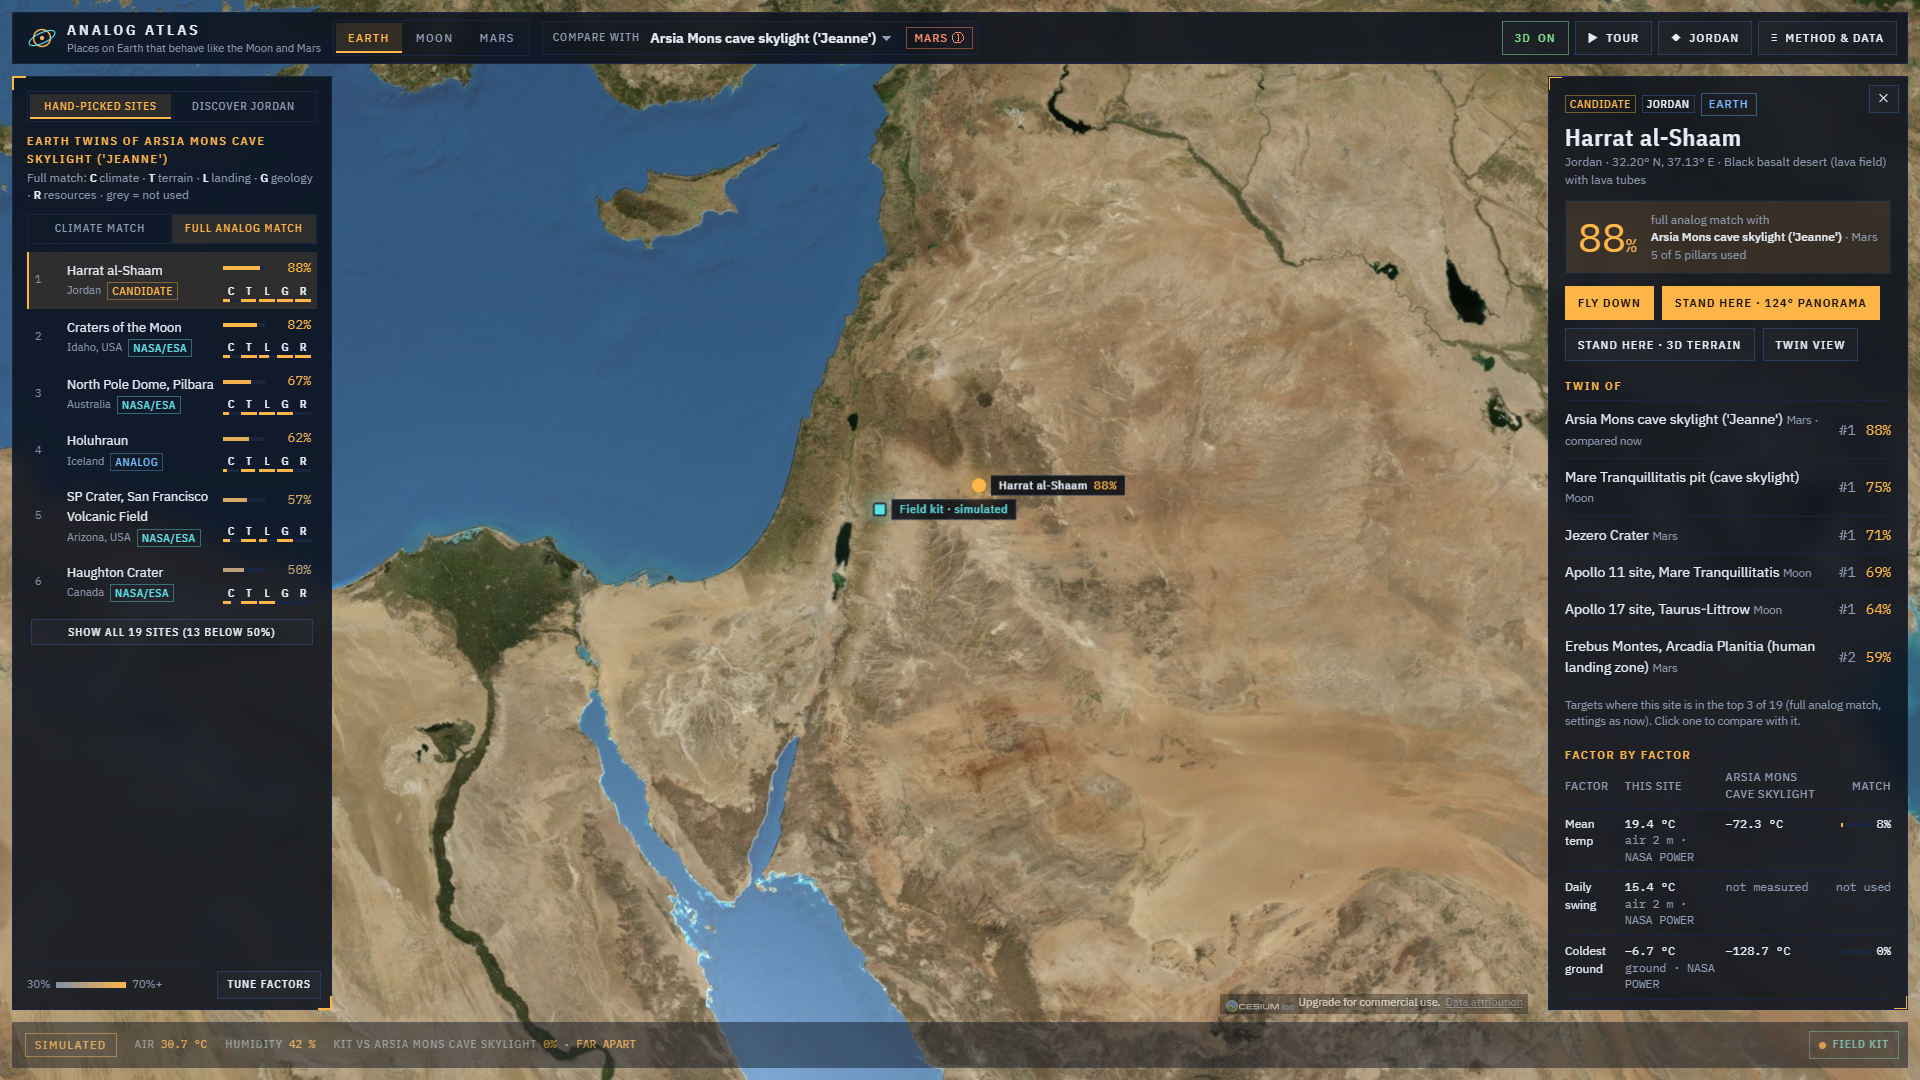 ANALOG ATLAS
Places on Earth that behave like the Moon and Mars
EARTH
MOON
MARS
COMPARE WITH Arsia Mons cave skylight ('Jeanne')
MARS
3D ON
TOUR
JORDAN
METHOD & DATA
HAND-PICKED SITES
DISCOVER JORDAN
EARTH TWINS OF ARSIA MONS CAVE
SKYLIGHT ('JEANNE')
Full match: C climate · T terrain · L landing · G geology
· R resources · grey = not used
CLIMATE MATCH
FULL ANALOG MATCH
1 Harrat al-Shaam 88%
Jordan CANDIDATE C T L G R
2 Craters of the Moon 82%
Idaho, USA NASA/ESA C T L G R
3 North Pole Dome, Pilbara 67%
Australia NASA/ESA C T L G R
4 Holuhraun 62%
Iceland ANALOG C T L G R
5 SP Crater, San Francisco 57%
Volcanic Field
Arizona, USA NASA/ESA C T L G R
6 Haughton Crater 50%
Canada NASA/ESA C T L G R
SHOW ALL 19 SITES (13 BELOW 50%)
30% 70%+
TUNE FACTORS
Harrat al-Shaam 88%
Field kit · simulated
CESIUM ion Upgrade for commercial use. Data attribution
CANDIDATE JORDAN EARTH
×
Harrat al-Shaam
Jordan · 32.20° N, 37.13° E · Black basalt desert (lava field)
with lava tubes
88%
full analog match with
Arsia Mons cave skylight ('Jeanne') · Mars
5 of 5 pillars used
FLY DOWN
STAND HERE · 124° PANORAMA
STAND HERE · 3D TERRAIN
TWIN VIEW
TWIN OF
Arsia Mons cave skylight ('Jeanne') Mars · #1 88%
compared now
Mare Tranquillitatis pit (cave skylight) #1 75%
Moon
Jezero Crater Mars #1 71%
Apollo 11 site, Mare Tranquillitatis Moon #1 69%
Apollo 17 site, Taurus-Littrow Moon #1 64%
Erebus Montes, Arcadia Planitia (human #2 59%
landing zone) Mars
Targets where this site is in the top 3 of 19 (full analog match,
settings as now). Click one to compare with it.
FACTOR BY FACTOR
FACTOR THIS SITE ARSIA MONS CAVE SKYLIGHT MATCH
Mean temp 19.4 °C −72.3 °C 8%
air 2 m ·
NASA POWER
Daily swing 15.4 °C not measured not used
air 2 m ·
NASA POWER
Coldest ground −6.7 °C −128.7 °C 0%
ground · NASA
POWER
SIMULATED
AIR 30.7 °C HUMIDITY 42 % KIT VS ARSIA MONS CAVE SKYLIGHT 0% · FAR APART
FIELD KIT